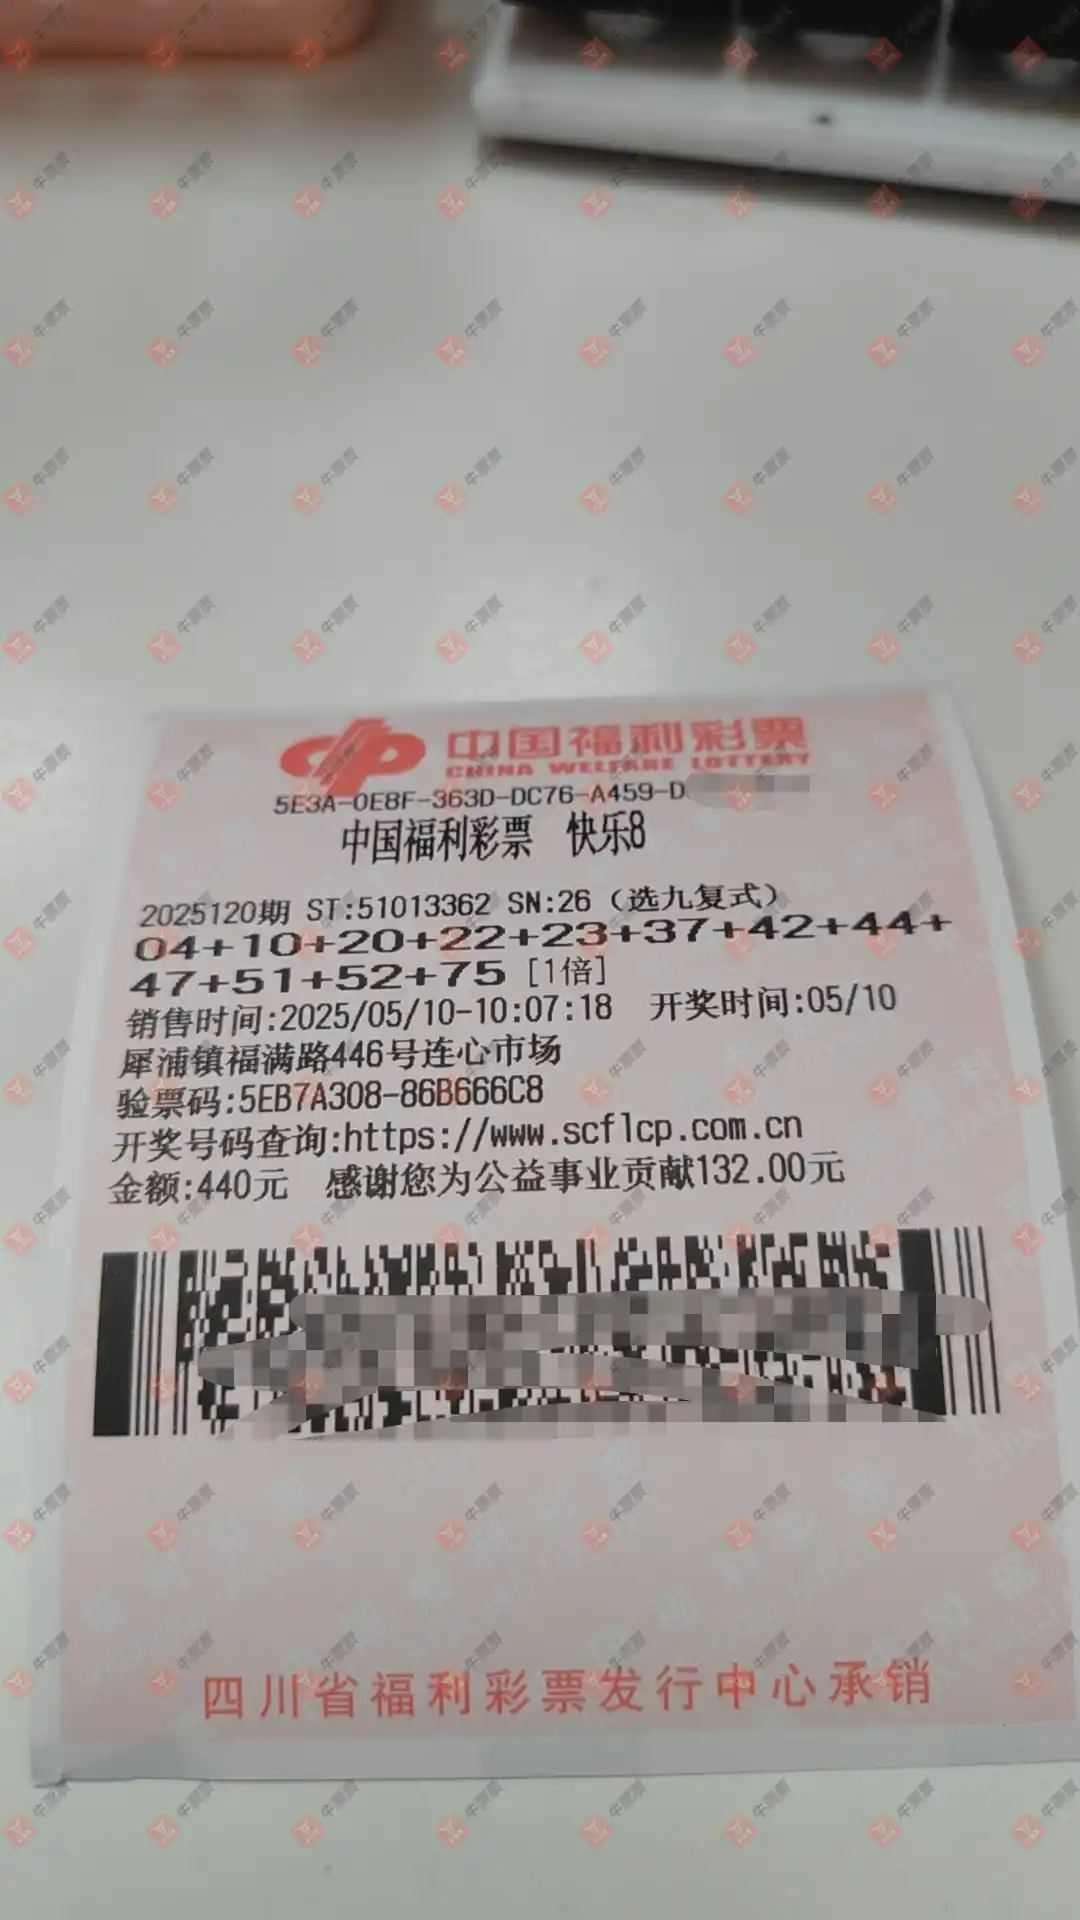 中国福利彩票
CHINA WELFARE LOTTERY
5E3A-0E8F-363D-DC76-A459-D
中国福利彩票 快乐8
2025120期 ST:51013362 SN:26（选九复式）
04+10+20+22+23+37+42+44+
47+51+52+75 [1倍]
销售时间:2025/05/10-10:07:18 开奖时间:05/10
犀浦镇福满路446号连心市场
验票码:5EB7A308-86B666C8
开奖号码查询:https://www.scflcp.com.cn
金额:440元 感谢您为公益事业贡献132.00元
四川省福利彩票发行中心承销
牛票票